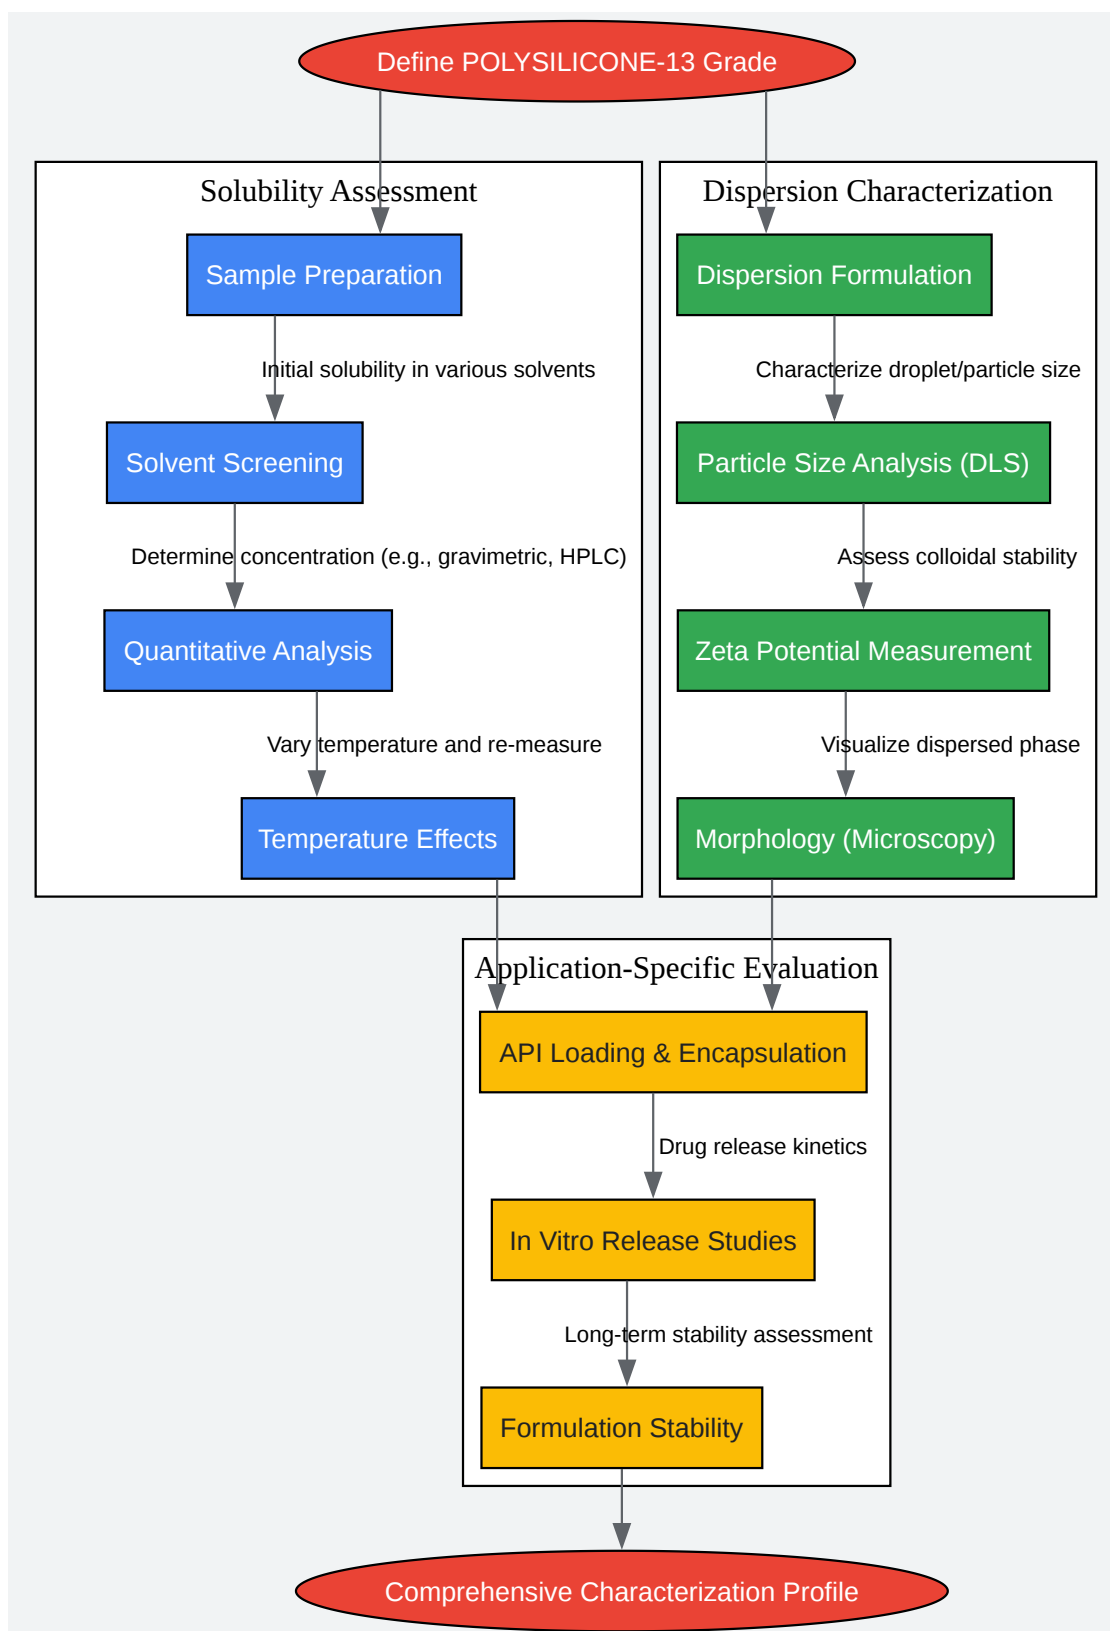 Define POLYSILICONE-13 Grade
Solubility Assessment
Sample Preparation
Initial solubility in various solvents
Solvent Screening
Determine concentration (e.g., gravimetric, HPLC)
Quantitative Analysis
Vary temperature and re-measure
Temperature Effects
Dispersion Characterization
Dispersion Formulation
Characterize droplet/particle size
Particle Size Analysis (DLS)
Assess colloidal stability
Zeta Potential Measurement
Visualize dispersed phase
Morphology (Microscopy)
Application-Specific Evaluation
API Loading & Encapsulation
Drug release kinetics
In Vitro Release Studies
Long-term stability assessment
Formulation Stability
Comprehensive Characterization Profile